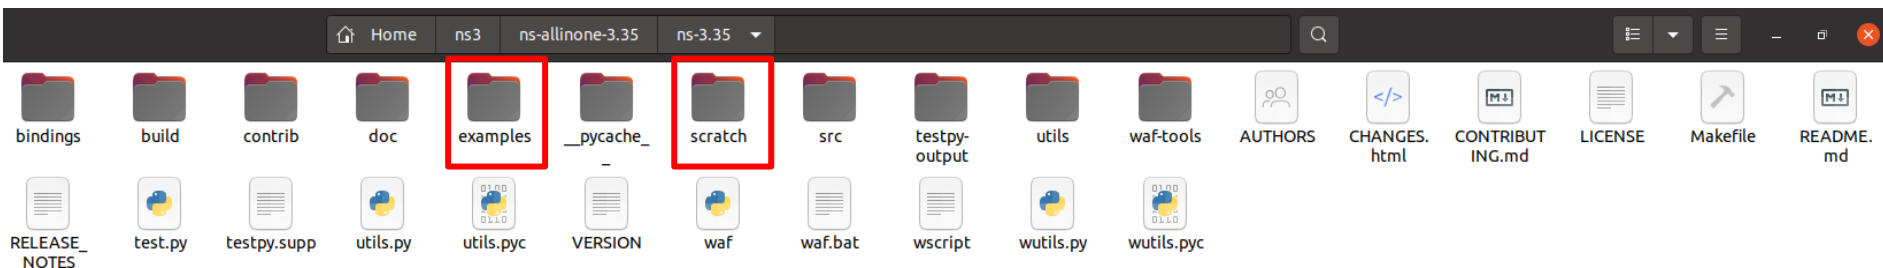 Home ns3 ns-allinone-3.35 ns-3.35
bindings build contrib doc examples __pycache_ scratch src testpy- utils waf-tools AUTHORS CHANGES. CONTRIBUT LICENSE Makefile README.
_ output html ING.md md
RELEASE_ test.py testpy.supp utils.py utils.pyc VERSION waf waf.bat wscript wutils.py wutils.pyc
NOTES